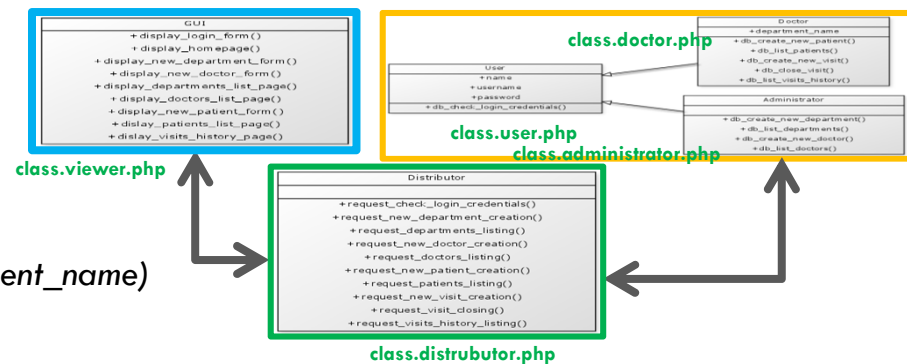 GUI
+display_login_form()
+display_homepage()
+display_new_department_form()
+display_new_doctor_form()
+display_departments_list_page()
+display_doctors_list_page()
+display_new_patient_form()
+dislay_patients_list_page()
+dislay_visits_history_page()
class.viewer.php
User
+name
+username
+password
+db_check_login_credentials()
class.user.php
class.doctor.php
Doctor
+department_name
+db_create_new_patient()
+db_list_patients()
+db_create_new_visit()
+db_close_visit()
+db_list_visits_history()
Administrator
+db_create_new_department()
+db_list_departments()
+db_create_new_doctor()
+db_list_doctors()
class.administrator.php
Distributor
+request_check_login_credentials()
+request_new_department_creation()
+request_departments_listing()
+request_new_doctor_creation()
+request_doctors_listing()
+request_new_patient_creation()
+request_patients_listing()
+request_new_visit_creation()
+request_visit_closing()
+request_visits_history_listing()
class.distrubutor.php
ent_name)